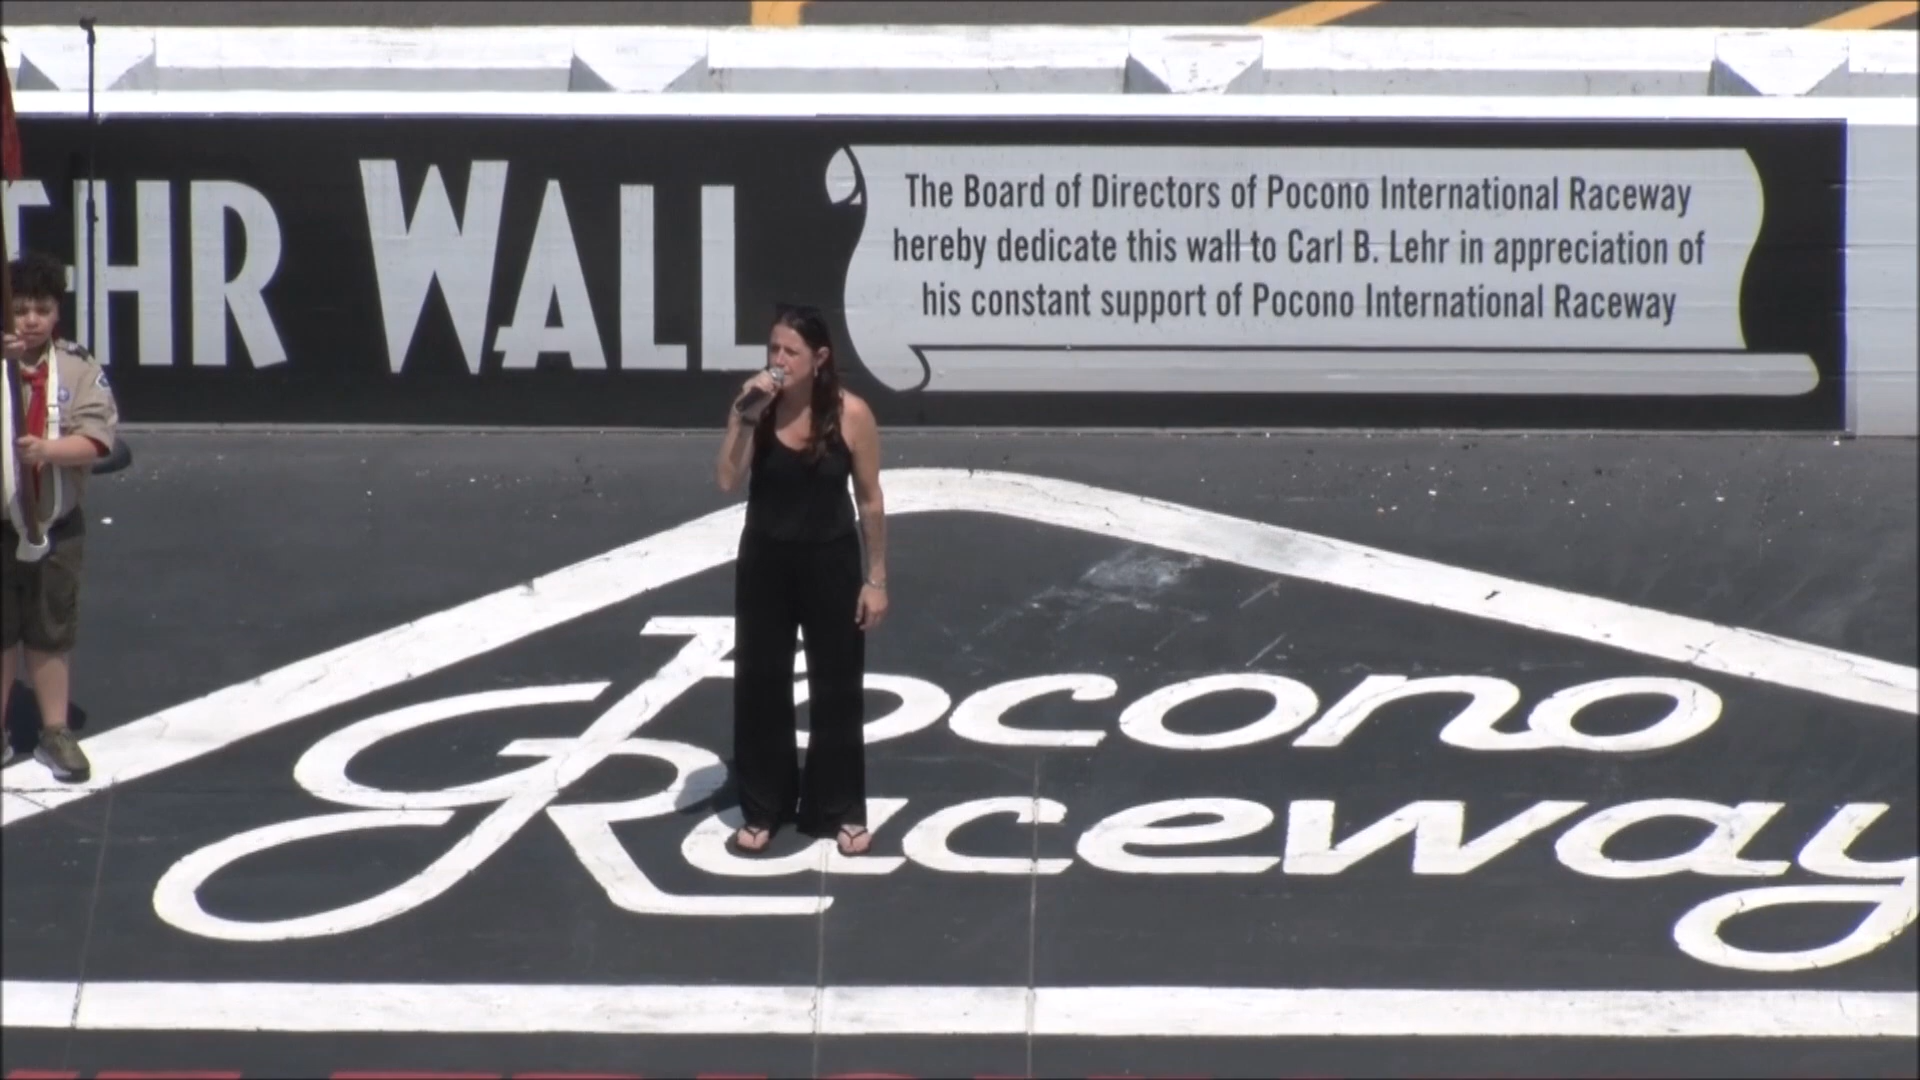 EHR WALL
The Board of Directors of Pocono International Raceway
hereby dedicate this wall to Carl B. Lehr in appreciation of
his constant support of Pocono International Raceway
Pocono
Raceway